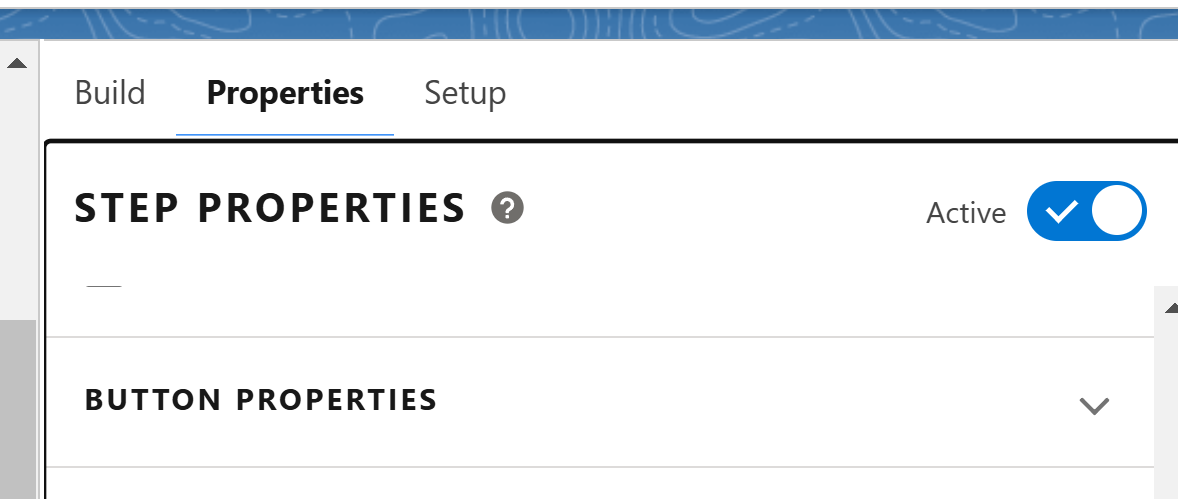 Build Properties Setup
STEP PROPERTIES ?
Active
BUTTON PROPERTIES